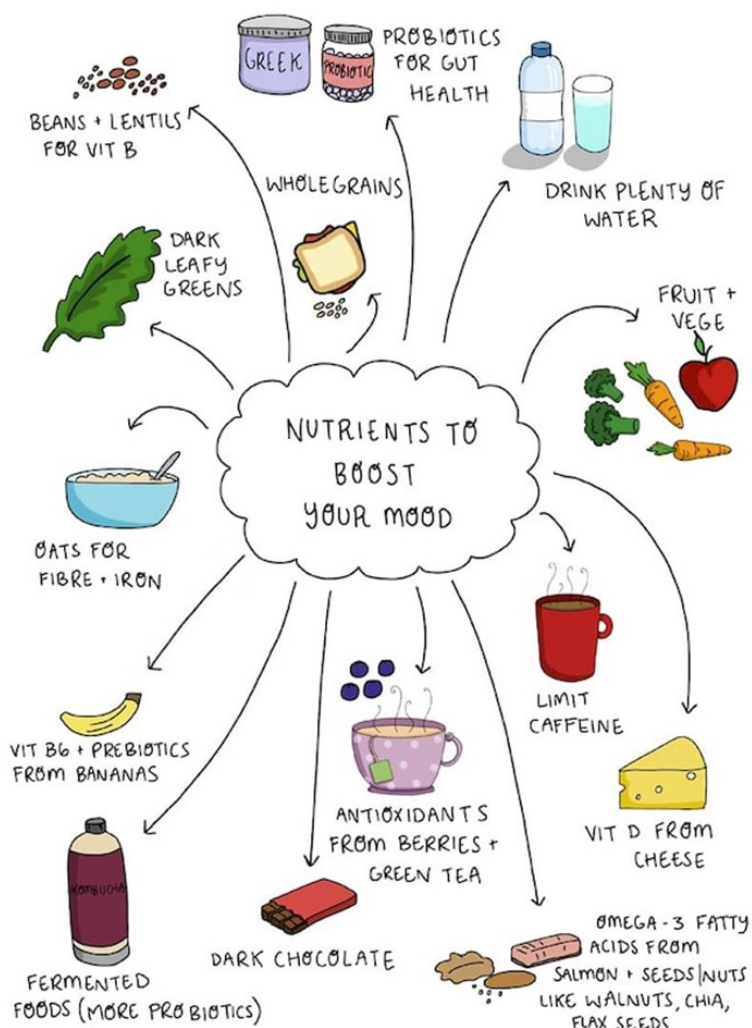 NUTRIENTS TO
BOOST
YOUR MOOD
BEANS + LENTILS
FOR VIT B
GREEK
PROBIOTIC
PROBIOTICS
FOR GUT
HEALTH
WHOLEGRAINS
DRINK PLENTY OF
WATER
DARK
LEAFY
GREENS
FRUIT +
VEGE
OATS FOR
FIBRE + IRON
LIMIT
CAFFEINE
VIT B6 + PREBIOTICS
FROM BANANAS
ANTIOXIDANTS
FROM BERRIES +
GREEN TEA
VIT D FROM
CHEESE
KOMBUCHA
FERMENTED
FOODS (MORE PROBIOTICS)
DARK CHOCOLATE
OMEGA-3 FATTY
ACIDS FROM
SALMON + SEEDS|NUTS
LIKE WALNUTS, CHIA,
FLAX SEEDS